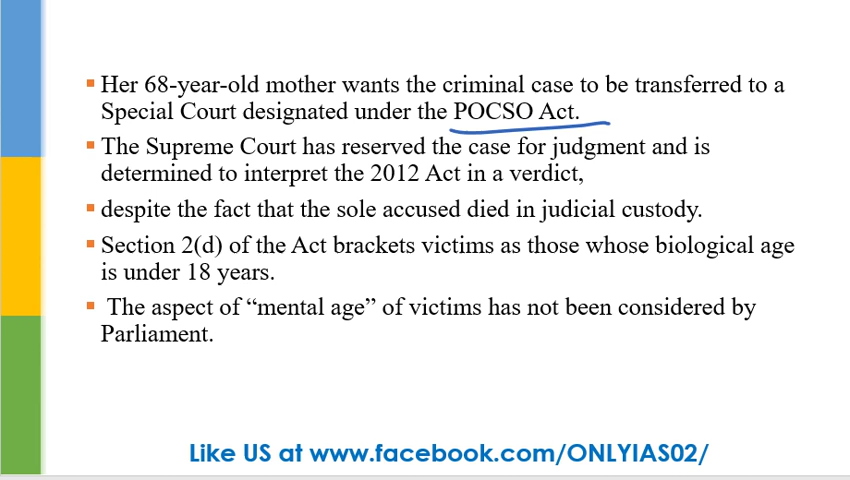 Her 68-year-old mother wants the criminal case to be transferred to a
Special Court designated under the POCSO Act.
The Supreme Court has reserved the case for judgment and is
determined to interpret the 2012 Act in a verdict,
despite the fact that the sole accused died in judicial custody.
Section 2(d) of the Act brackets victims as those whose biological age
is under 18 years.
The aspect of “mental age” of victims has not been considered by
Parliament.
Like US at www.facebook.com/ONLYIAS02/